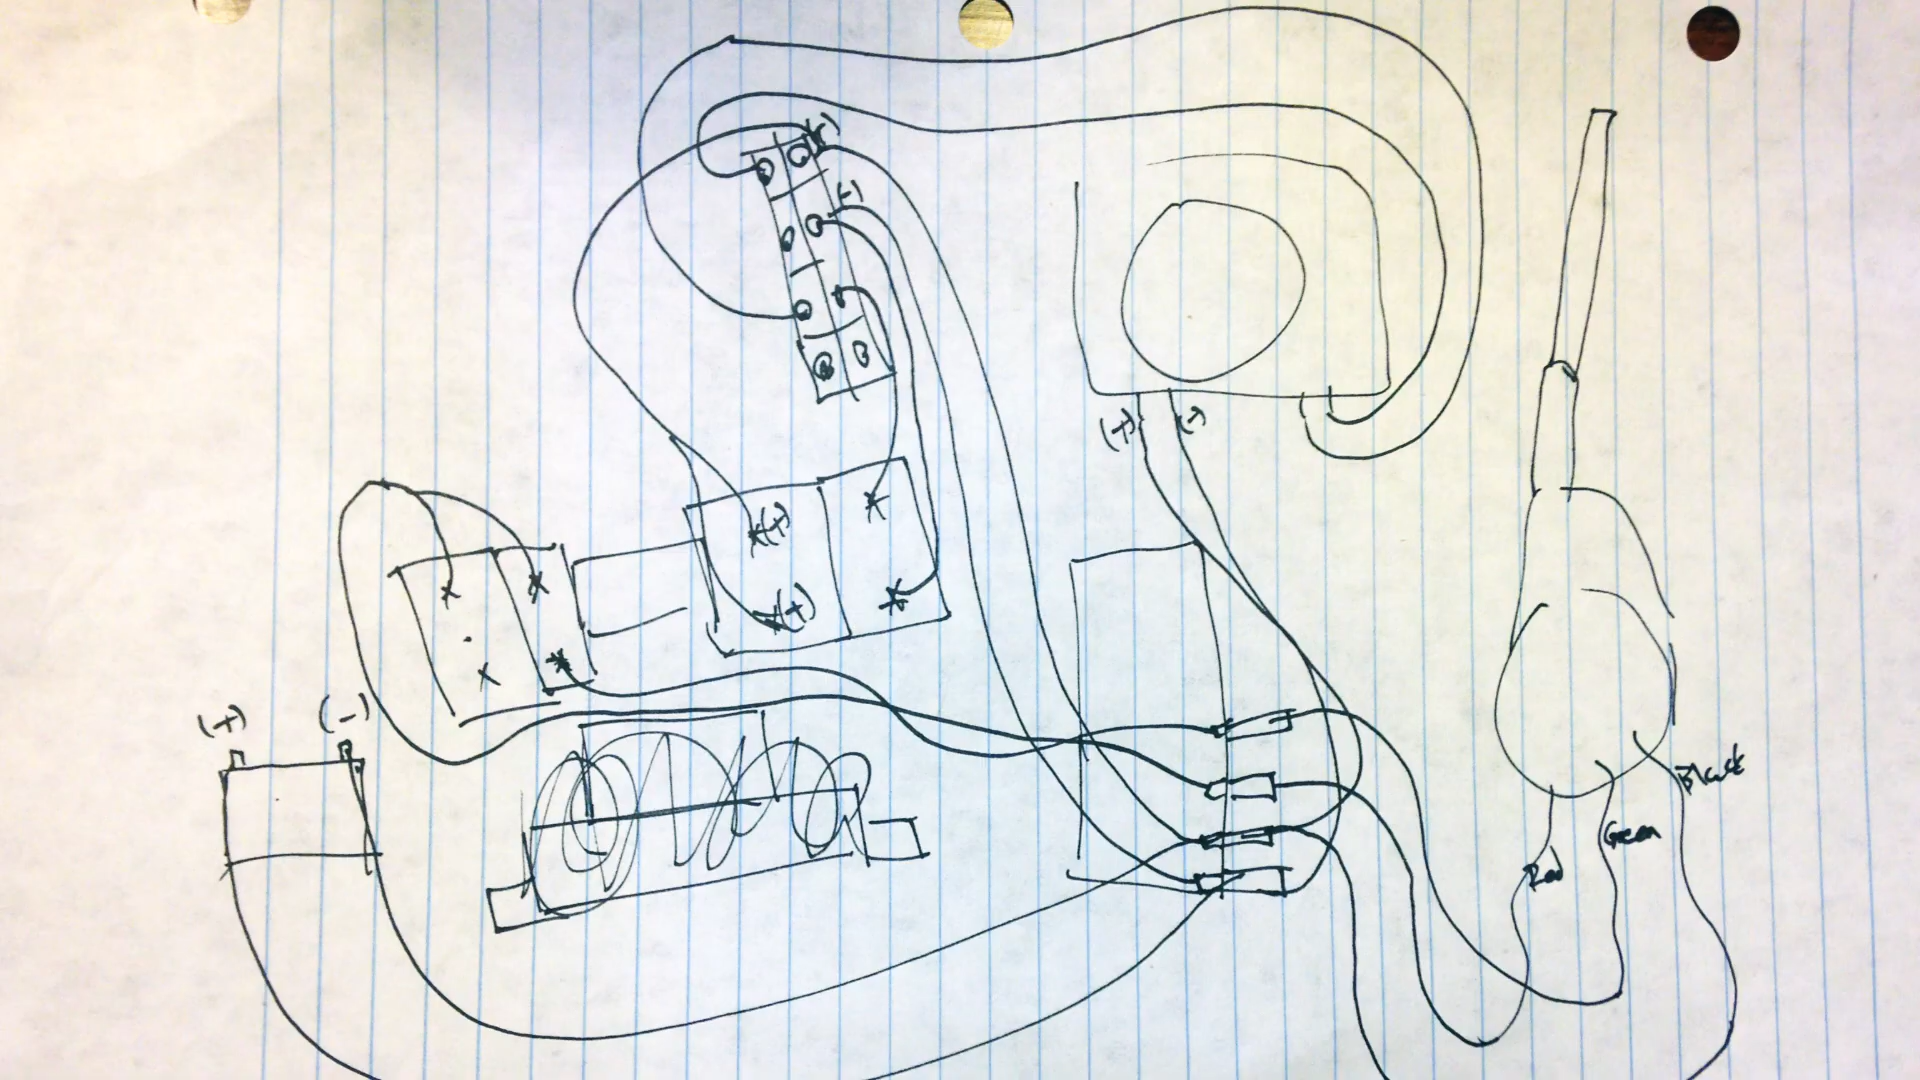 (-)
(-)
(+)
(-)
(+)
(+)
(+)
(-)
Black
Green
Red